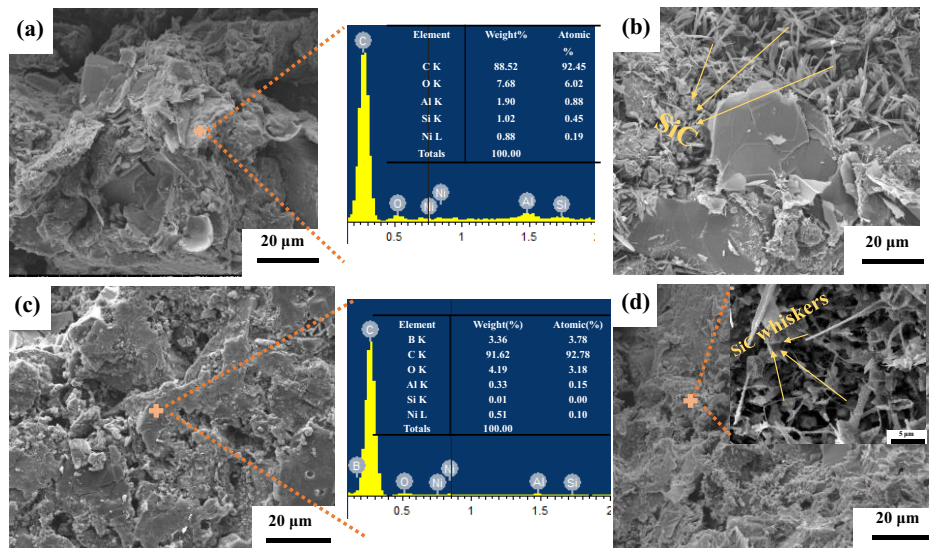 (a)
20 μm
Element Weight% Atomic
%
C K 88.52 92.45
O K 7.68 6.02
Al K 1.90 0.88
Si K 1.02 0.45
Ni L 0.88 0.19
Totals 100.00
C
O
Ni
Ni
Al
Si
0.5 1 1.5 2
(b)
SiC
20 μm
(c)
20 μm
Element Weight(%) Atomic(%)
B K 3.36 3.78
C K 91.62 92.78
O K 4.19 3.18
Al K 0.33 0.15
Si K 0.01 0.00
Ni L 0.51 0.10
Totals 100.00
C
B
O
Ni
Ni
Al
Si
0.5 1 1.5 2
(d)
SiC whiskers
5 μm
20 μm